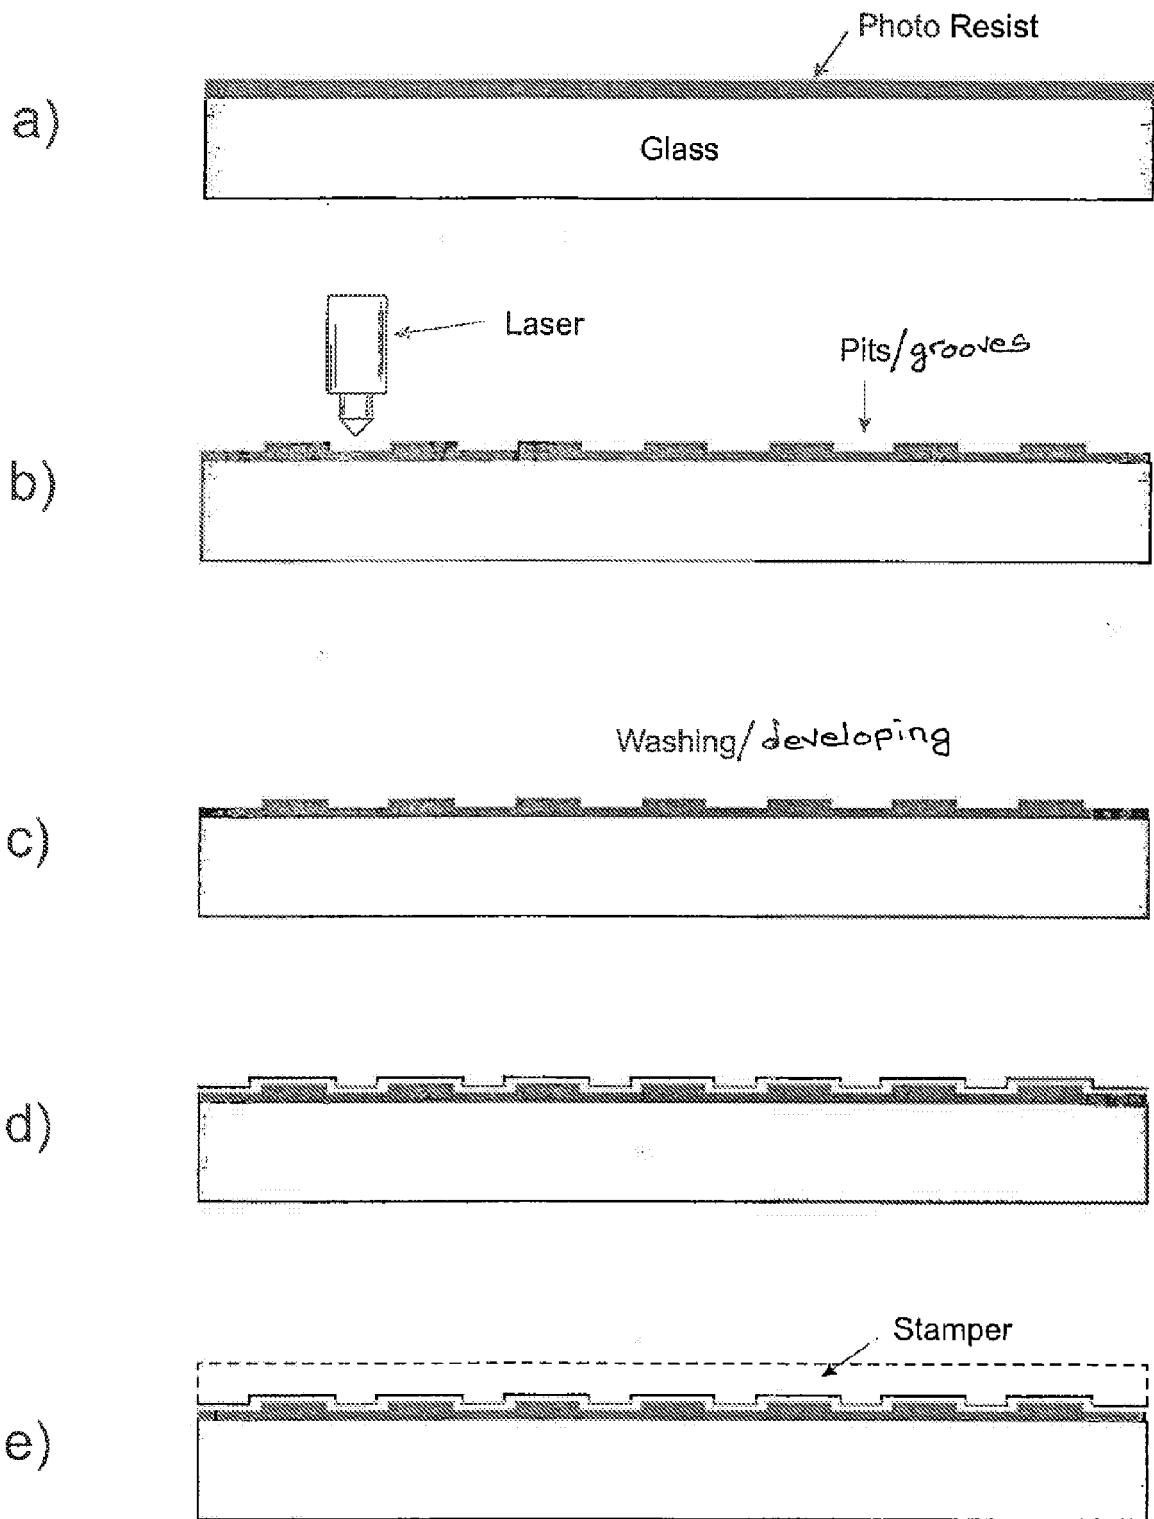 Photo Resist
a)
Glass
Laser
Pits/grooves
b)
Washing/developing
c)
d)
Stamper
e)